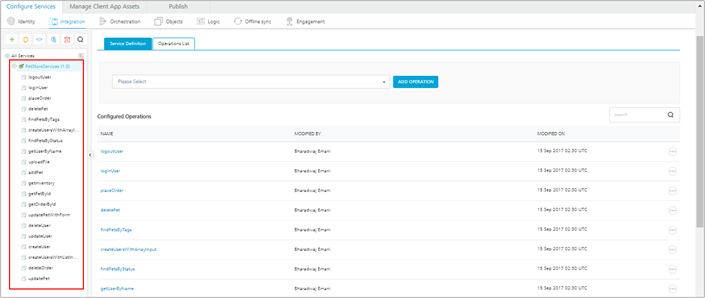 Configure Services Manage Client App Assets Publish
Identity Integration Orchestration Objects Logic Offline sync Engagement
All Services
PetStoreServices (1.0)
logoutUser
loginUser
placeOrder
deletePet
findPetsByTags
createUsersWithArrayI...
findPetsByStatus
getUserByName
uploadFile
addPet
getInventory
getPetById
getOrderById
updatePetWithForm
deleteUser
updateUser
createUser
createUsersWithListIn...
deleteOrder
updatePet
Service Definition Operations List
Please Select ADD OPERATION
Configured Operations search
NAME MODIFIED BY MODIFIED ON
logoutUser Bharadwaj Emani 15 Sep 2017 02:30 UTC
loginUser Bharadwaj Emani 15 Sep 2017 02:30 UTC
placeOrder Bharadwaj Emani 15 Sep 2017 02:30 UTC
deletePet Bharadwaj Emani 15 Sep 2017 02:30 UTC
findPetsByTags Bharadwaj Emani 15 Sep 2017 02:30 UTC
createUsersWithArrayInput Bharadwaj Emani 15 Sep 2017 02:30 UTC
findPetsByStatus Bharadwaj Emani 15 Sep 2017 02:30 UTC
getUserByName Bharadwaj Emani 15 Sep 2017 02:30 UTC